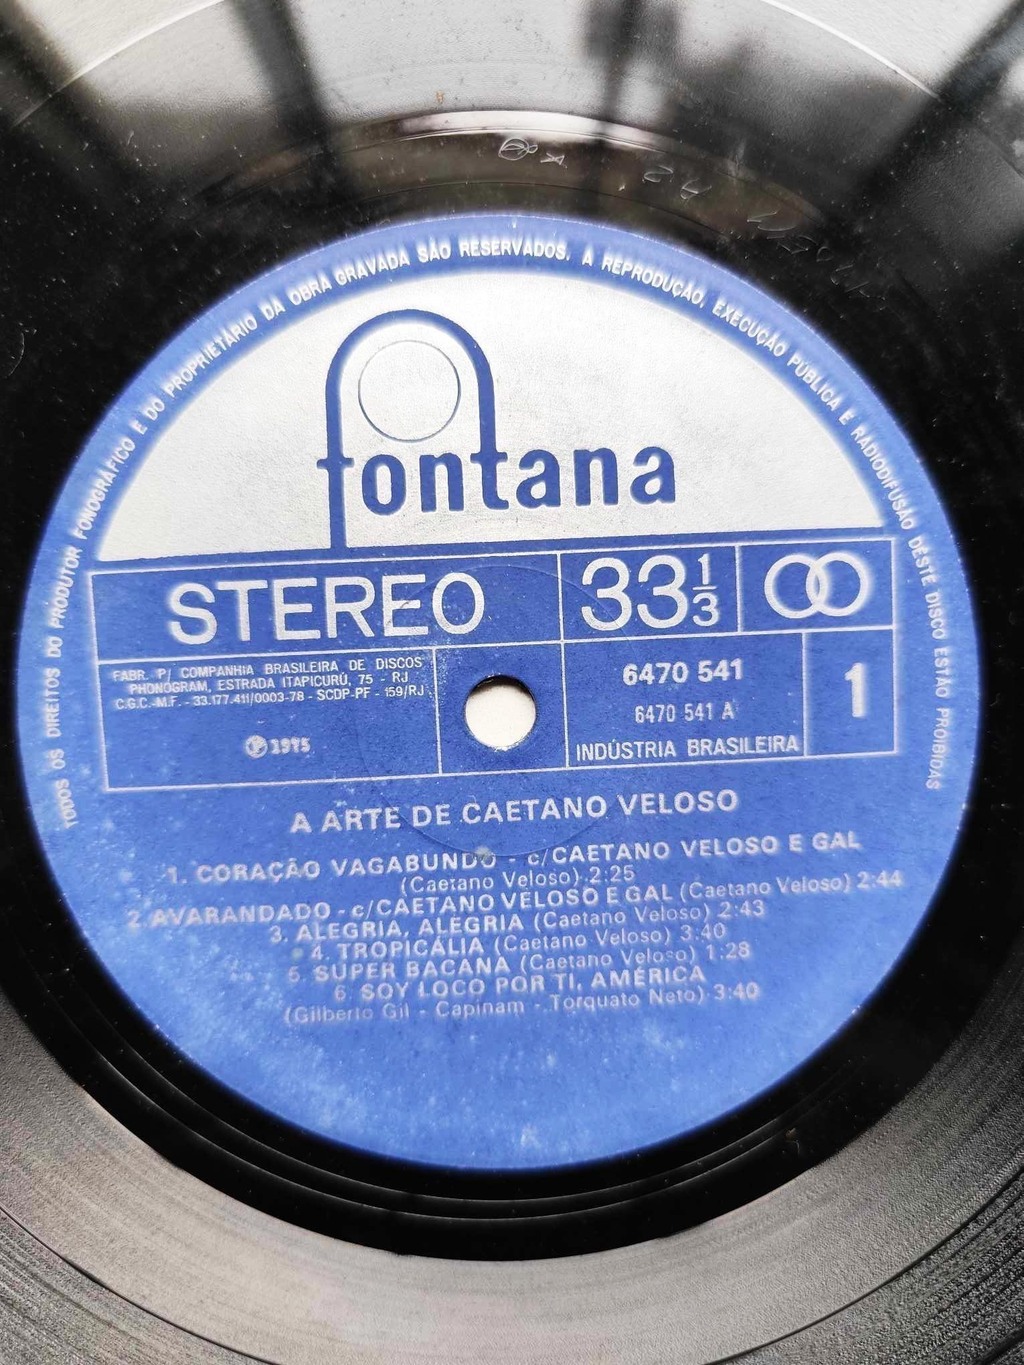 TODOS OS DIREITOS DO PRODUTOR FONOGRÁFICO E DO PROPRIETÁRIO DA OBRA GRAVADA SÃO RESERVADOS. A REPRODUÇÃO, EXECUÇÃO PÚBLICA E RADIODIFUSÃO DÊSTE DISCO ESTÃO PROIBIDAS
fontana
STEREO
33 1/3
FABR. P/ COMPANHIA BRASILEIRA DE DISCOS
PHONOGRAM, ESTRADA ITAPICURÚ, 75 - RJ
C.G.C.-M.F. - 33.177.411/0003-78 - SCDP-PF - 159/RJ
℗ 1975
6470 541
6470 541 A
INDÚSTRIA BRASILEIRA
1
A ARTE DE CAETANO VELOSO
1. CORAÇÃO VAGABUNDO - c/CAETANO VELOSO E GAL
(Caetano Veloso) 2:25
2. AVARANDADO - c/CAETANO VELOSO E GAL (Caetano Veloso) 2:44
3. ALEGRIA, ALEGRIA (Caetano Veloso) 2:43
4. TROPICÁLIA (Caetano Veloso) 3:40
5. SUPER BACANA (Caetano Veloso) 1:28
6. SOY LOCO POR TI, AMÉRICA
(Gilberto Gil - Capinam - Torquato Neto) 3:40